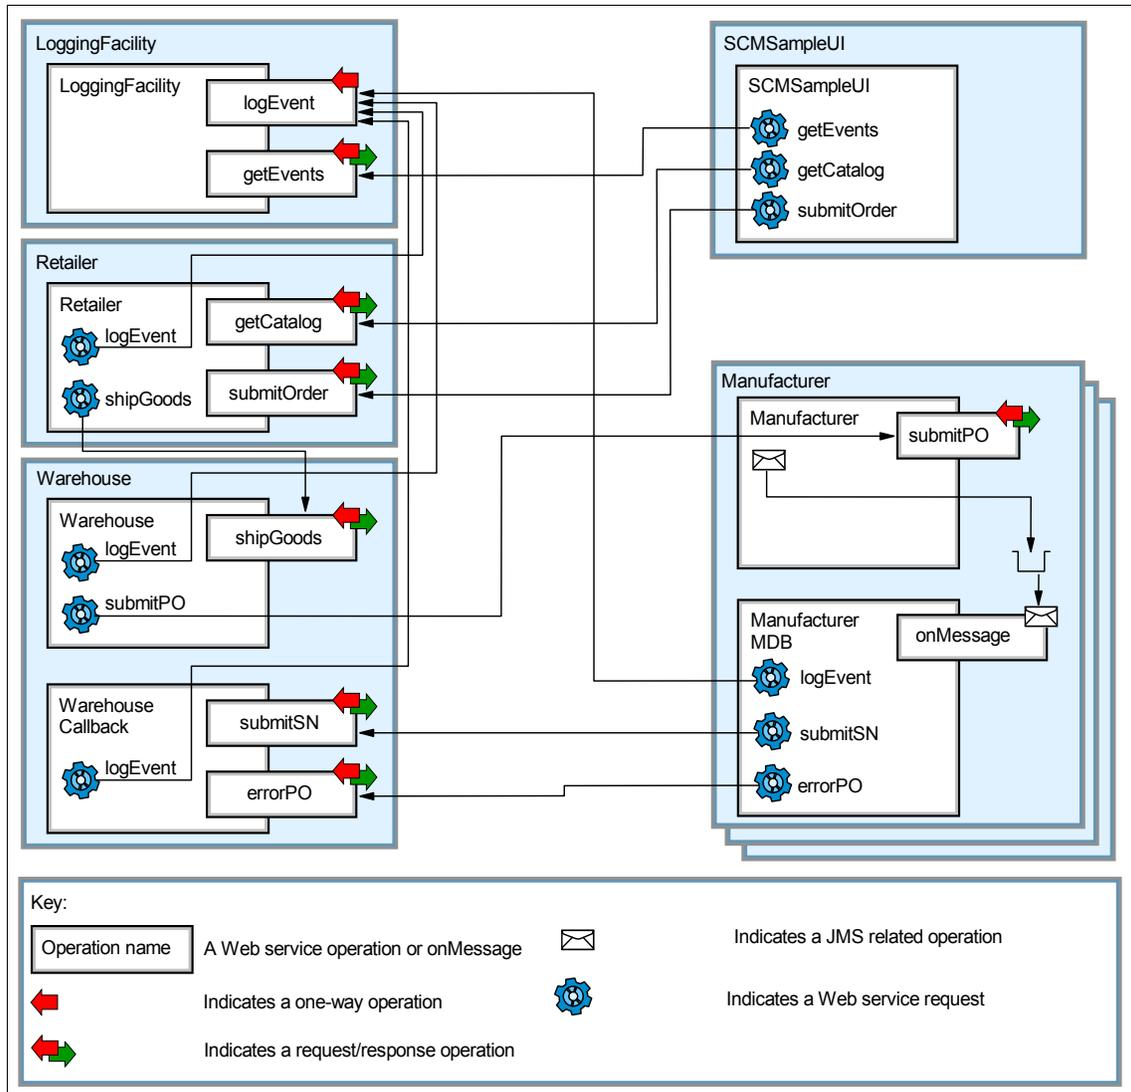 LoggingFacility
LoggingFacility
logEvent
getEvents
SCMSampleUI
SCMSampleUI
getEvents
getCatalog
submitOrder
Retailer
Retailer
logEvent
shipGoods
getCatalog
submitOrder
Manufacturer
Manufacturer
submitPO
Warehouse
Warehouse
logEvent
submitPO
shipGoods
Manufacturer
MDB
onMessage
logEvent
submitSN
errorPO
Warehouse
Callback
logEvent
submitSN
errorPO
Key:
Operation name
A Web service operation or onMessage
Indicates a JMS related operation
Indicates a one-way operation
Indicates a Web service request
Indicates a request/response operation